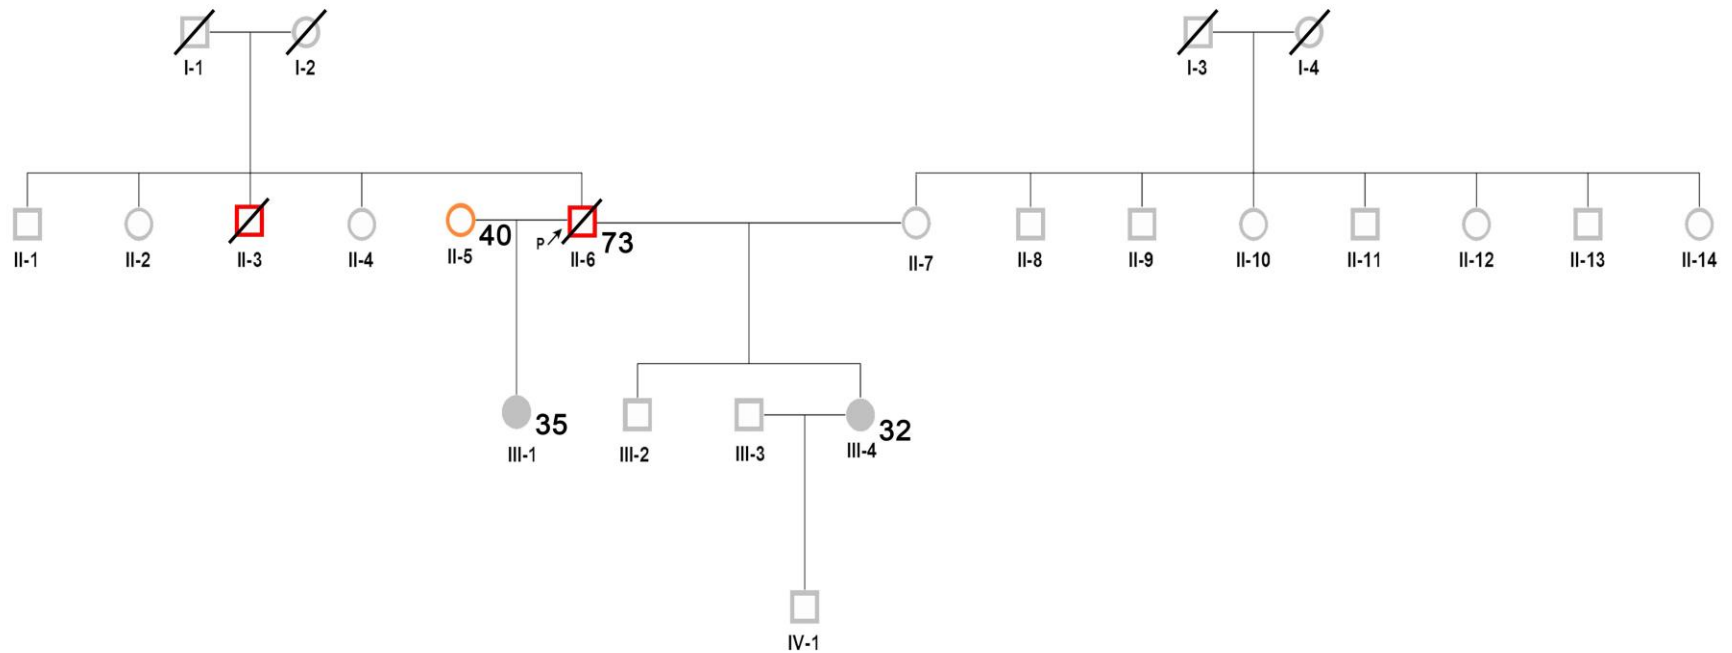 I-1 I-2 I-3 I-4
40 P 73
II-1 II-2 II-3 II-4 II-5 II-6 II-7 II-8 II-9 II-10 II-11 II-12 II-13 II-14
35 32
III-1 III-2 III-3 III-4
IV-1